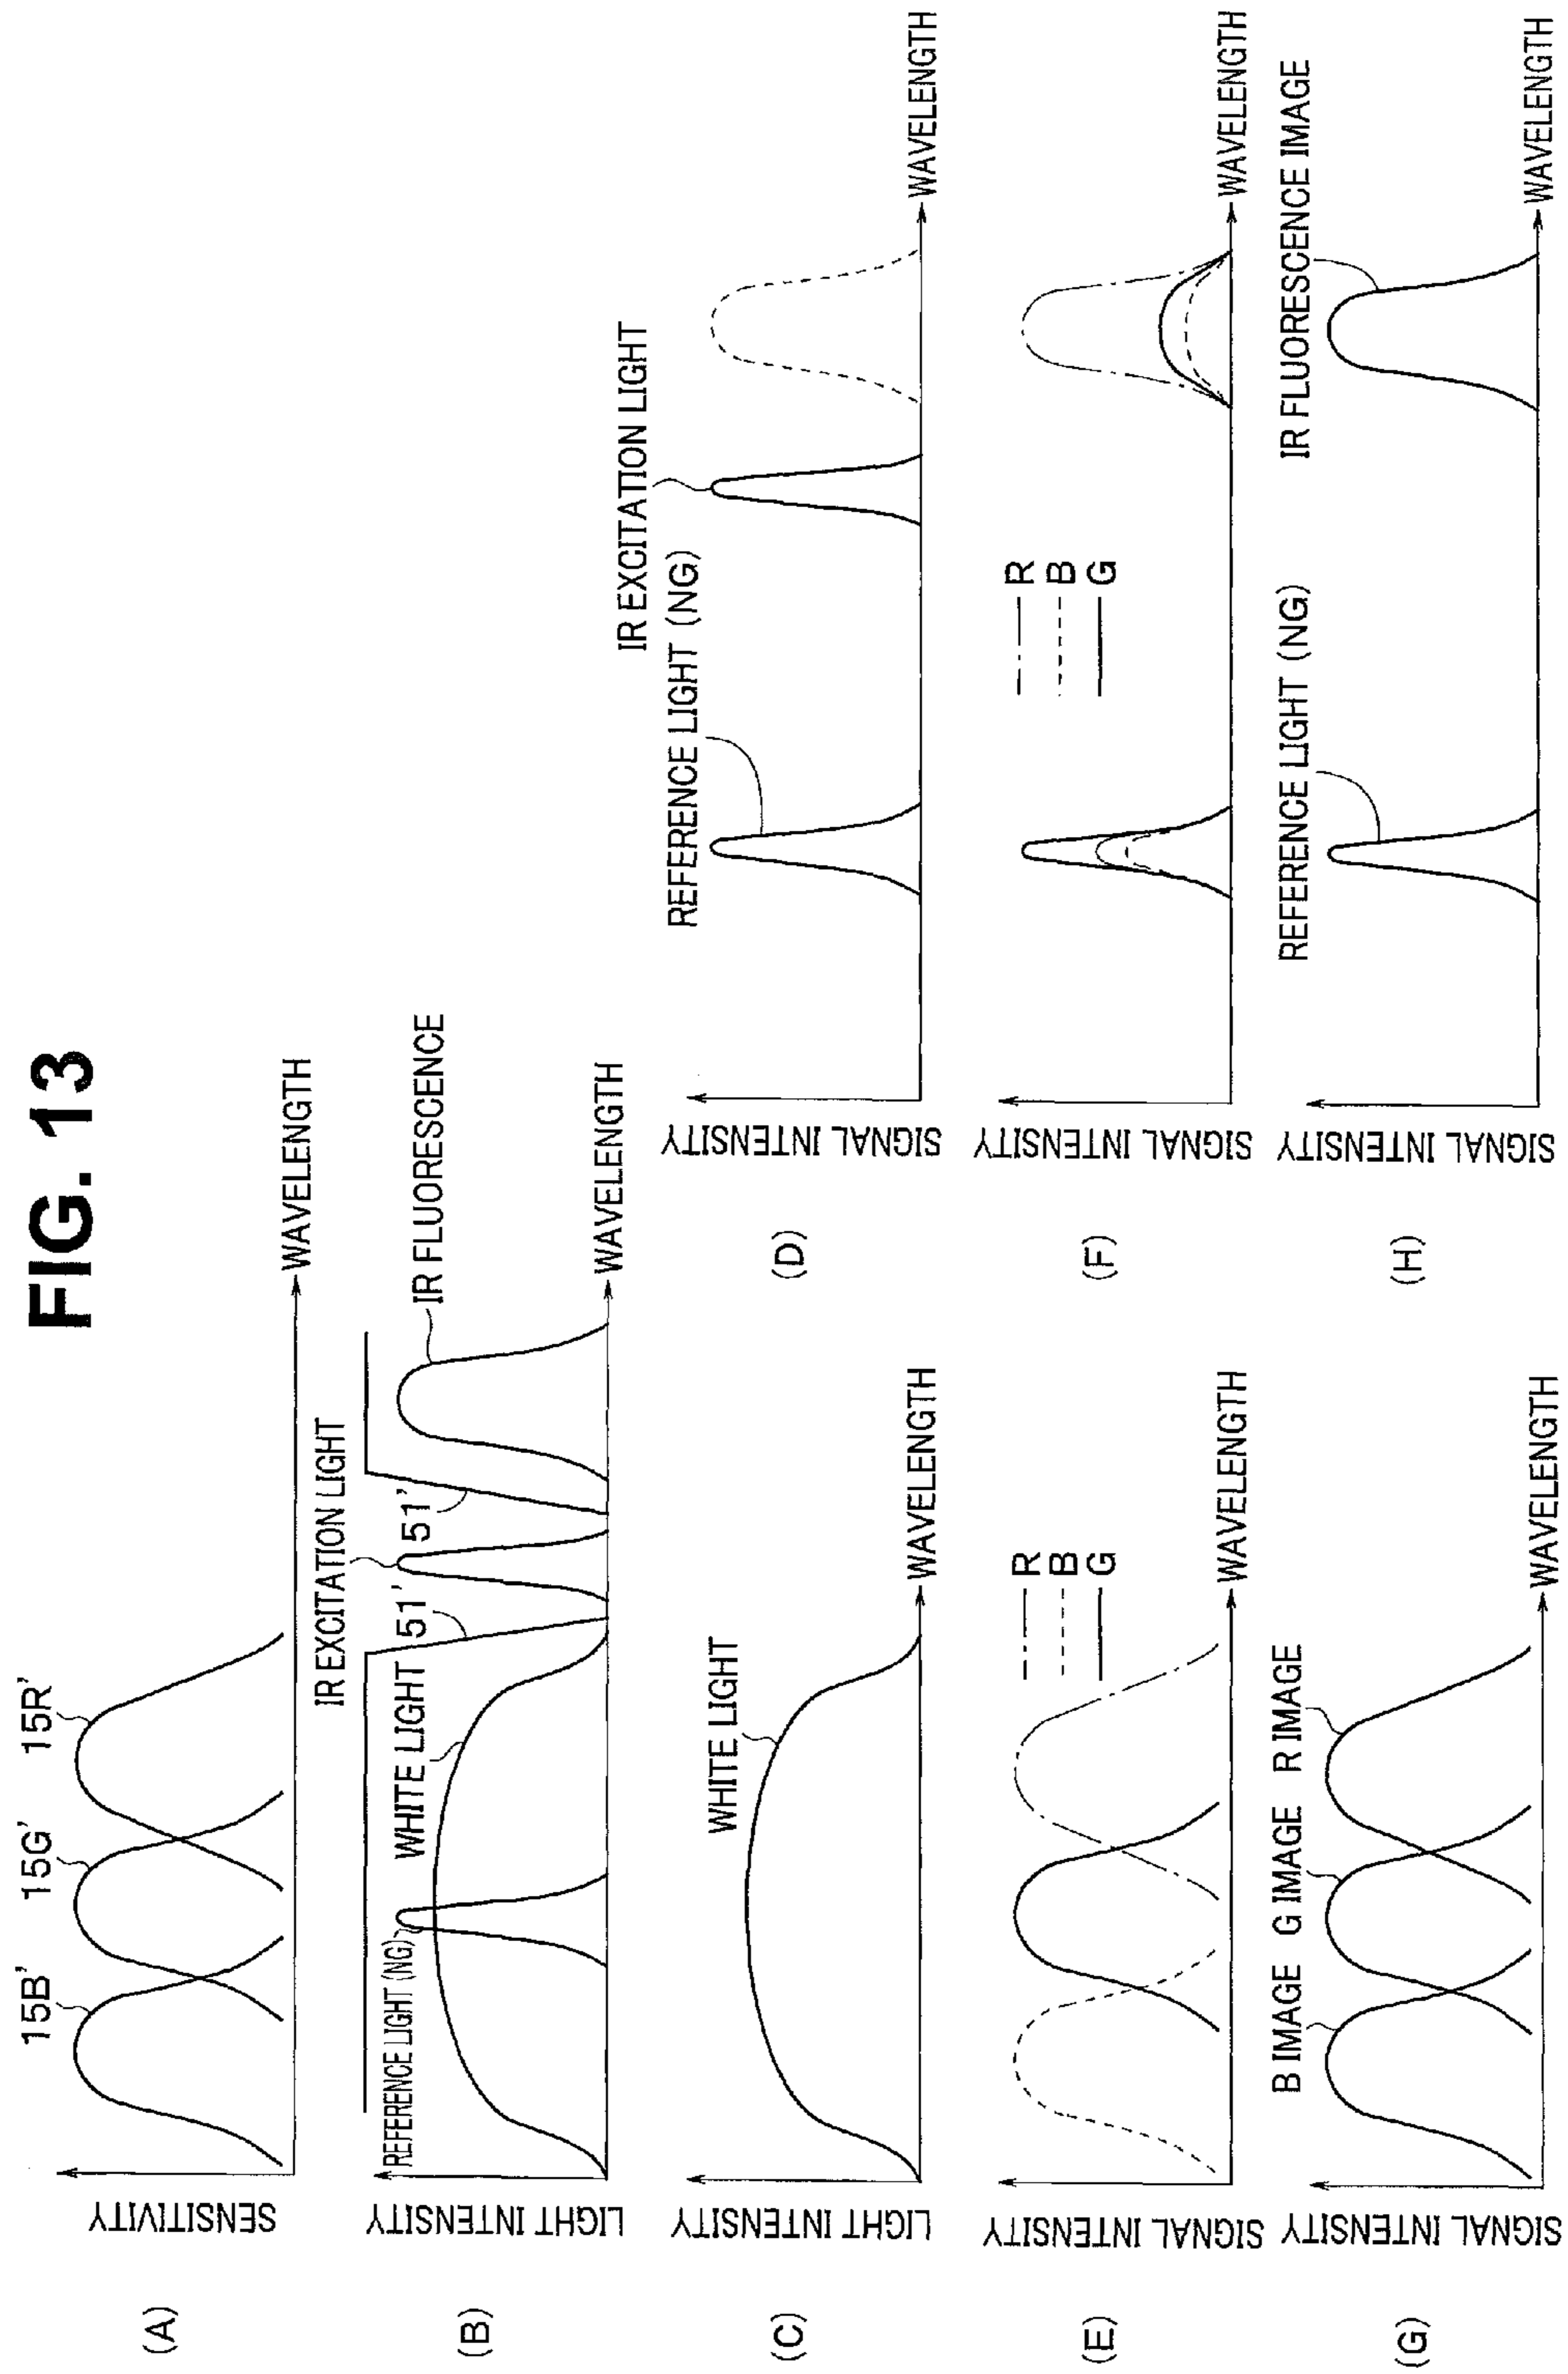 FIG. 13
(A)
SENSITIVITY
15B'
15G'
15R'
WAVELENGTH
(B)
LIGHT INTENSITY
REFERENCE LIGHT (NG)
WHITE LIGHT
51'
IR EXCITATION LIGHT
51'
IR FLUORESCENCE
WAVELENGTH
(C)
LIGHT INTENSITY
WHITE LIGHT
WAVELENGTH
(D)
SIGNAL INTENSITY
REFERENCE LIGHT (NG)
IR EXCITATION LIGHT
WAVELENGTH
(E)
SIGNAL INTENSITY
R
B
G
WAVELENGTH
(F)
SIGNAL INTENSITY
R
B
G
WAVELENGTH
(G)
SIGNAL INTENSITY
B IMAGE
G IMAGE
R IMAGE
WAVELENGTH
(H)
SIGNAL INTENSITY
REFERENCE LIGHT (NG)
IR FLUORESCENCE IMAGE
WAVELENGTH